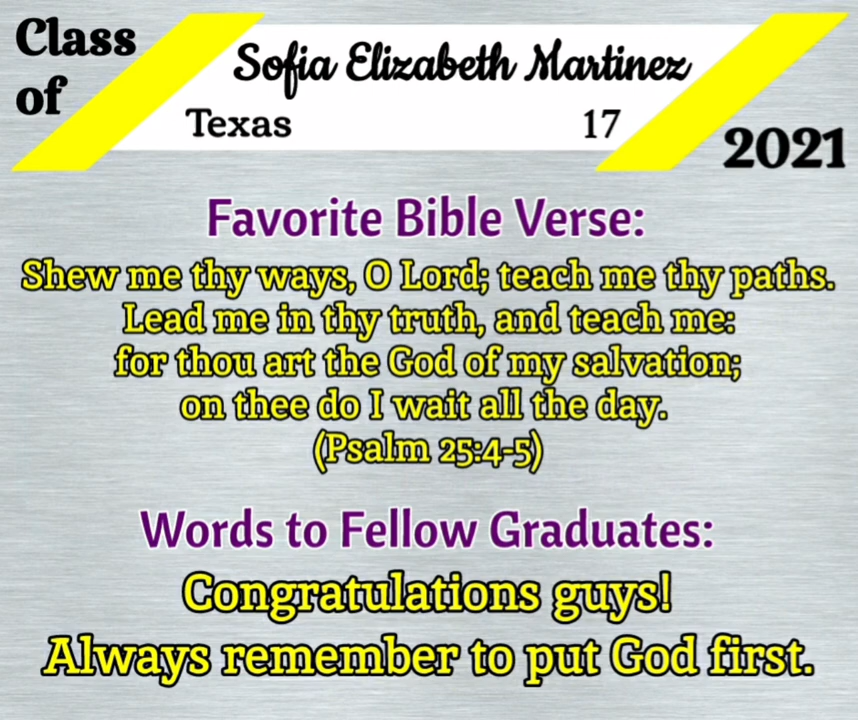 Class
of
Sofia Elizabeth Martinez
Texas 17
2021
Favorite Bible Verse:
Shew me thy ways, O Lord; teach me thy paths.
Lead me in thy truth, and teach me:
for thou art the God of my salvation;
on thee do I wait all the day.
(Psalm 25:4-5)
Words to Fellow Graduates:
Congratulations guys!
Always remember to put God first.